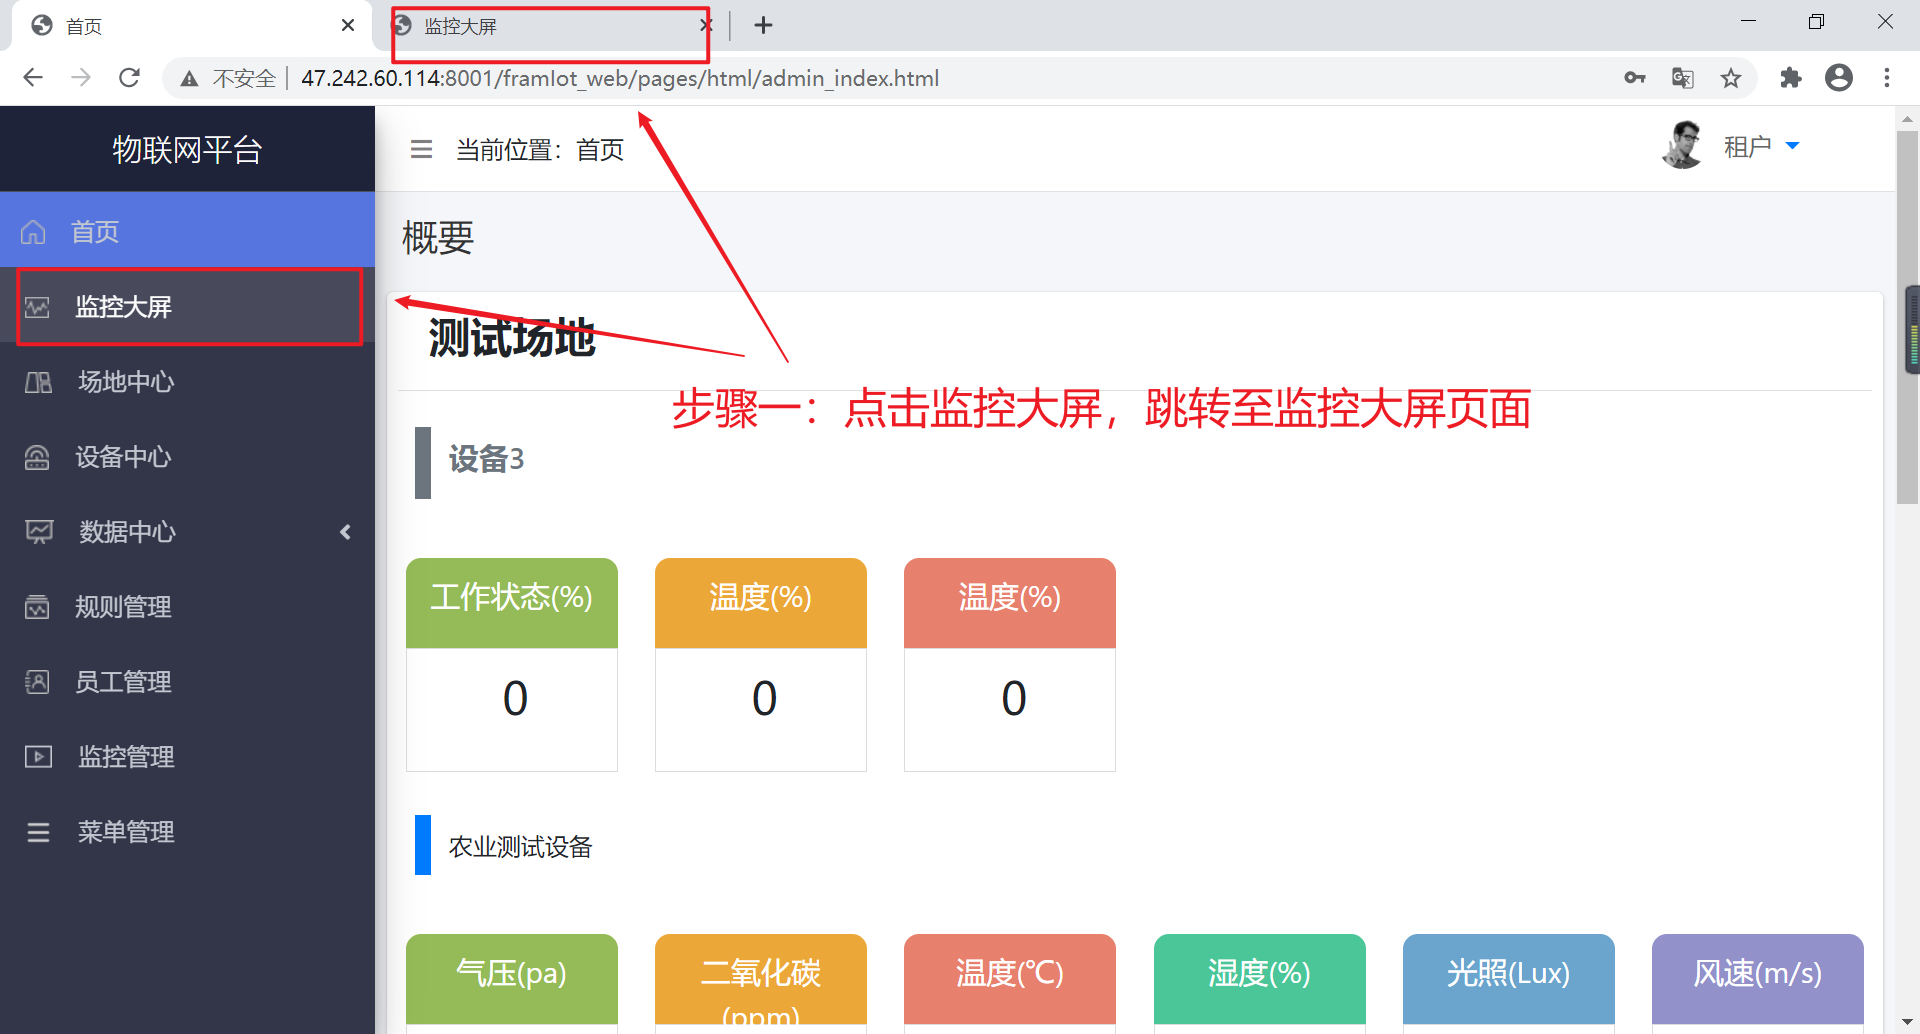 首页
监控大屏
不安全
47.242.60.114:8001/framIot_web/pages/html/admin_index.html
物联网平台
当前位置：首页
租户
首页
监控大屏
场地中心
设备中心
数据中心
规则管理
员工管理
监控管理
菜单管理
概要
测试场地
步骤一：点击监控大屏，跳转至监控大屏页面
设备3
工作状态(%)
温度(%)
温度(%)
0
0
0
农业测试设备
气压(pa)
二氧化碳
(ppm)
温度(℃)
湿度(%)
光照(Lux)
风速(m/s)